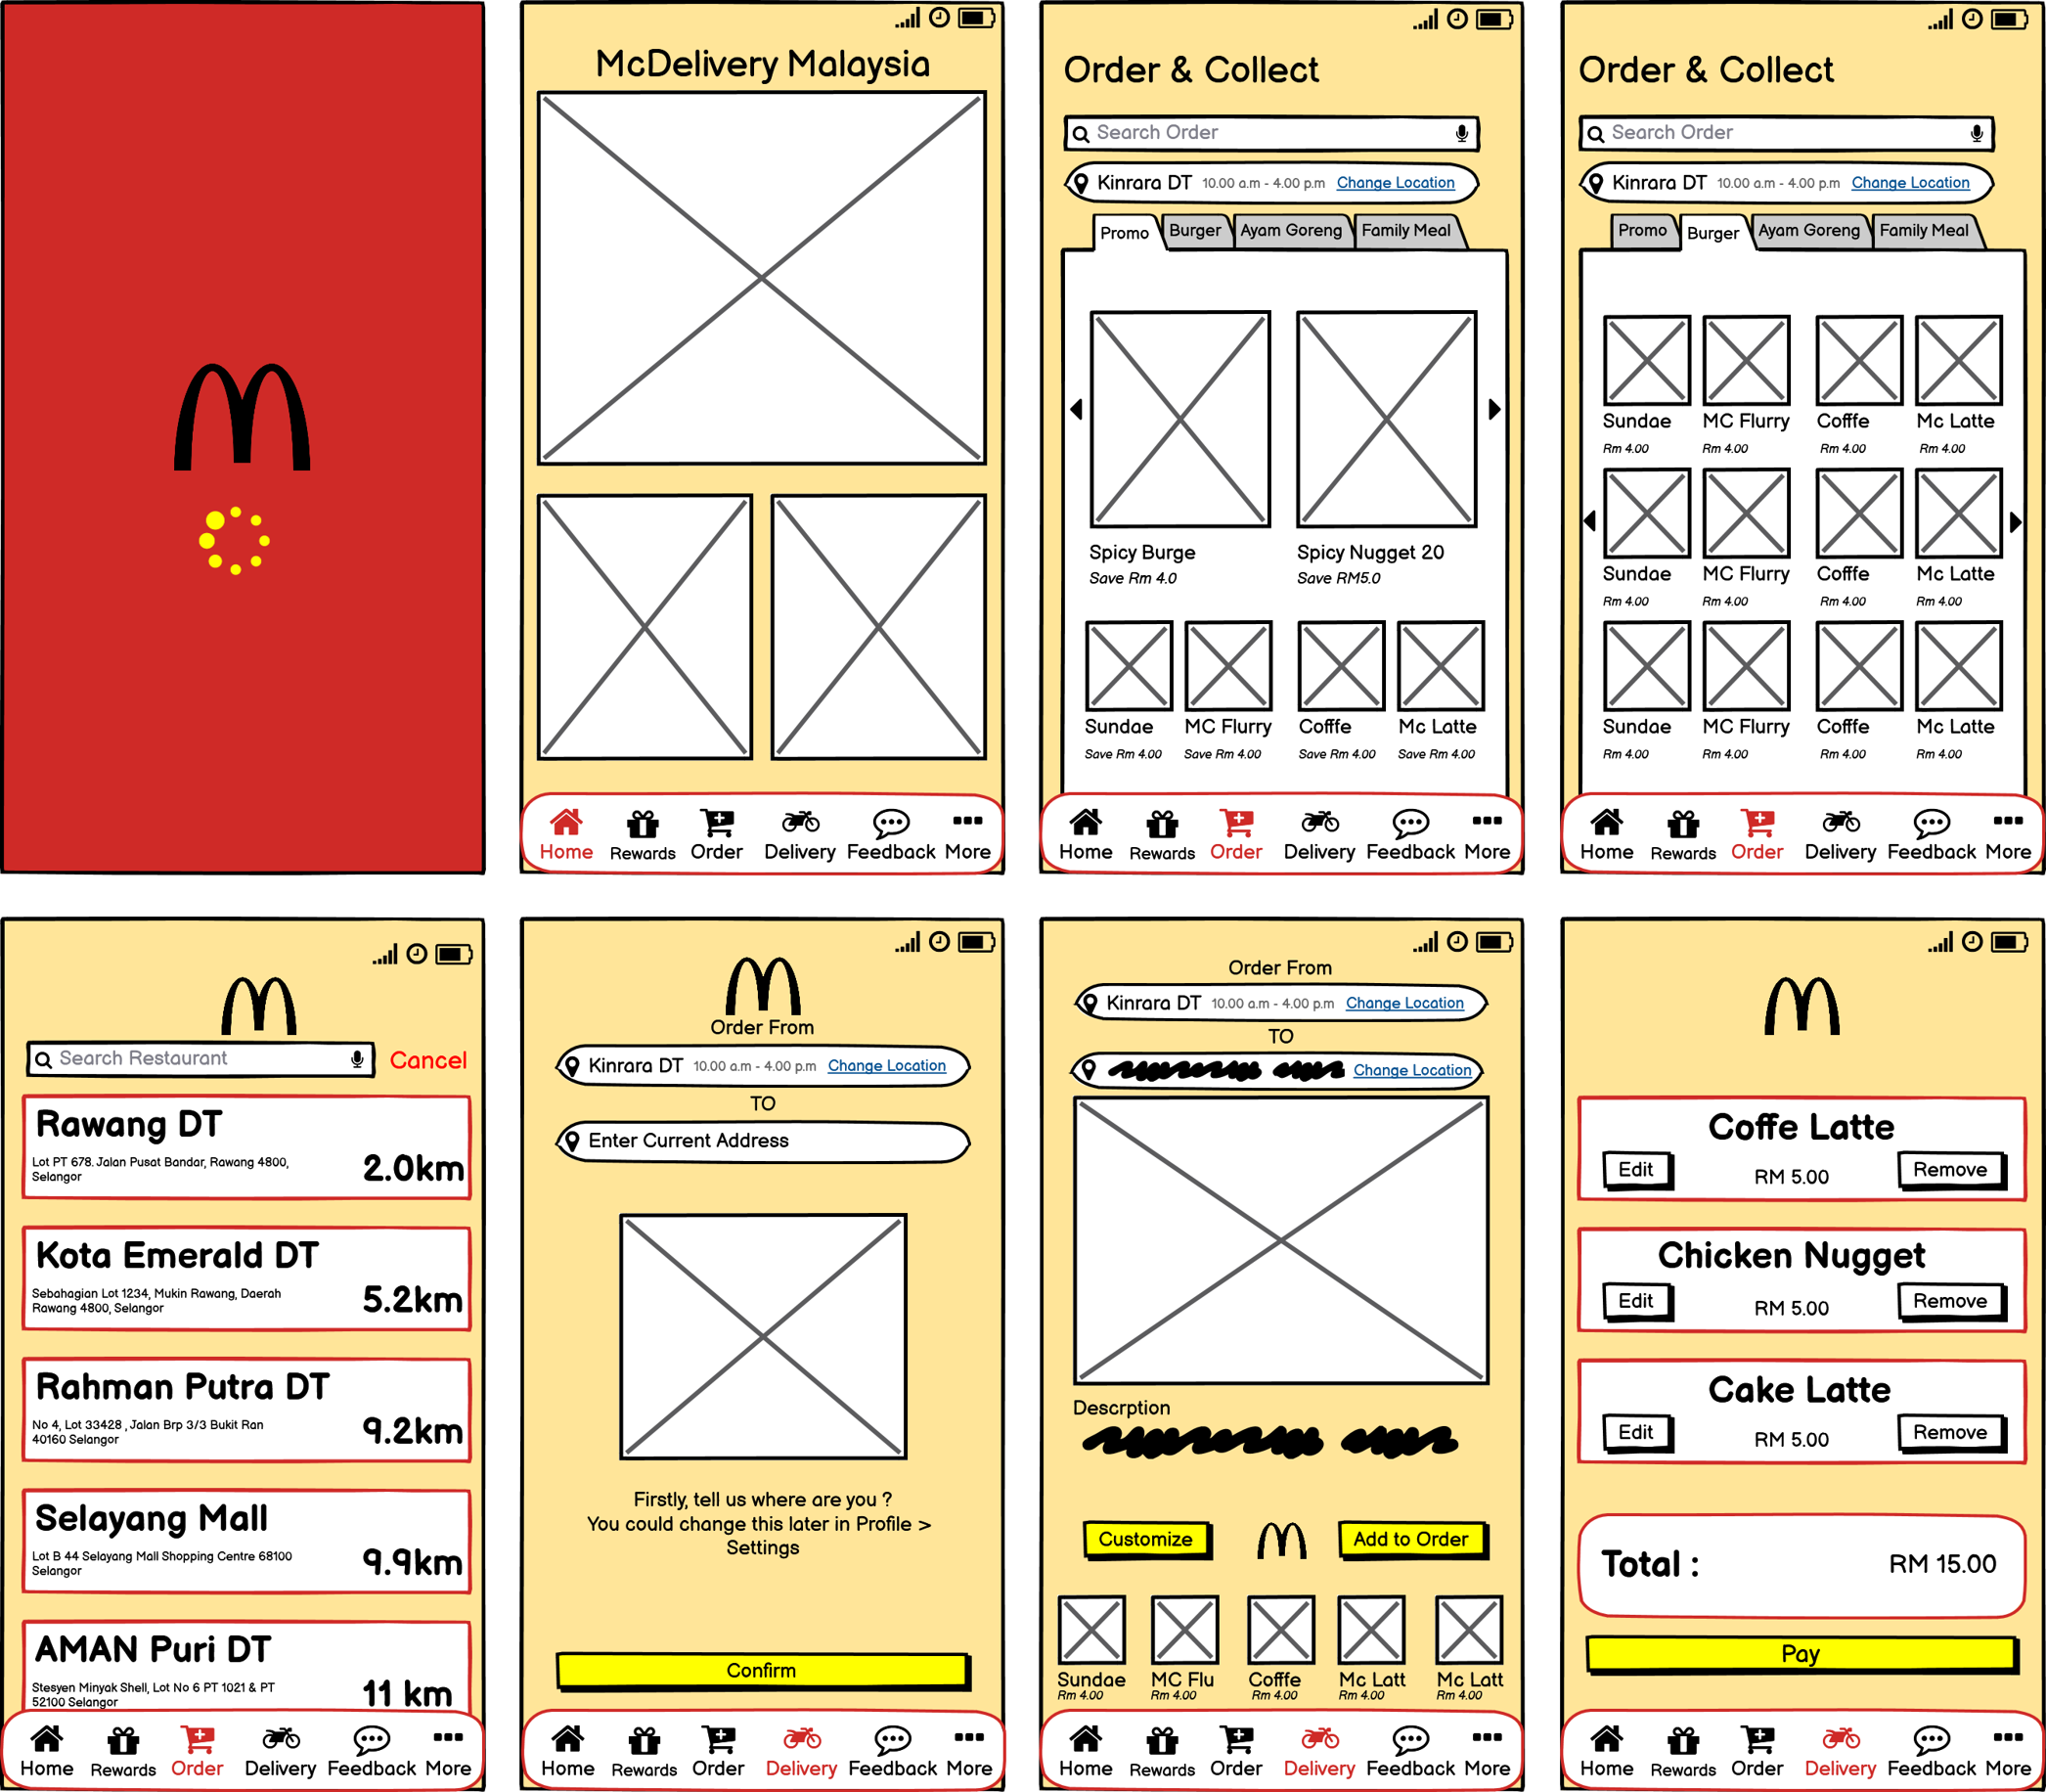 McDelivery Malaysia
Home Rewards Order Delivery Feedback More
Order & Collect
Search Order
Kinrara DT 10.00 a.m - 4.00 p.m Change Location
Promo Burger Ayam Goreng Family Meal
Spicy Burge Spicy Nugget 20
Save Rm 4.0 Save RM5.0
Sundae MC Flurry Cofffe Mc Latte
Save Rm 4.00 Save Rm 4.00 Save Rm 4.00 Save Rm 4.00
Home Rewards Order Delivery Feedback More
Order & Collect
Search Order
Kinrara DT 10.00 a.m - 4.00 p.m Change Location
Promo Burger Ayam Goreng Family Meal
Sundae MC Flurry Cofffe Mc Latte
Rm 4.00 Rm 4.00 Rm 4.00 Rm 4.00
Sundae MC Flurry Cofffe Mc Latte
Rm 4.00 Rm 4.00 Rm 4.00 Rm 4.00
Sundae MC Flurry Cofffe Mc Latte
Rm 4.00 Rm 4.00 Rm 4.00 Rm 4.00
Home Rewards Order Delivery Feedback More
Search Restaurant Cancel
Rawang DT
Lot PT 678. Jalan Pusat Bandar, Rawang 4800,
Selangor
2.0km
Kota Emerald DT
Sebahagian Lot 1234, Mukin Rawang, Daerah
Rawang 4800, Selangor
5.2km
Rahman Putra DT
No 4, Lot 33428 , Jalan Brp 3/3 Bukit Ran
40160 Selangor
9.2km
Selayang Mall
Lot B 44 Selayang Mall Shopping Centre 68100
Selangor
9.9km
AMAN Puri DT
Stesyen Minyak Shell, Lot No 6 PT 1021 & PT
52100 Selangor
11 km
Home Rewards Order Delivery Feedback More
Order From
Kinrara DT 10.00 a.m - 4.00 p.m Change Location
TO
Enter Current Address
Firstly, tell us where are you ?
You could change this later in Profile >
Settings
Confirm
Home Rewards Order Delivery Feedback More
Order From
Kinrara DT 10.00 a.m - 4.00 p.m Change Location
TO
Change Location
Descrption
Customize Add to Order
Sundae MC Flu Cofffe Mc Latt Mc Latt
Rm 4.00 Rm 4.00 Rm 4.00 Rm 4.00 Rm 4.00
Home Rewards Order Delivery Feedback More
Coffe Latte
Edit RM 5.00 Remove
Chicken Nugget
Edit RM 5.00 Remove
Cake Latte
Edit RM 5.00 Remove
Total : RM 15.00
Pay
Home Rewards Order Delivery Feedback More